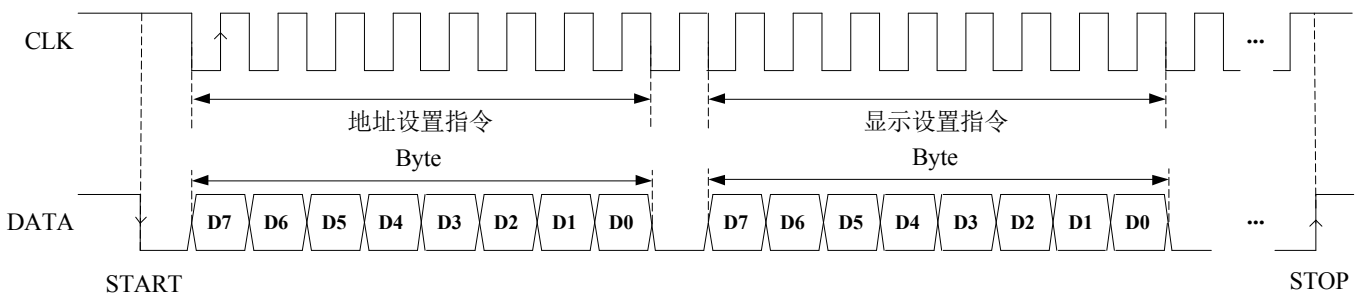 CLK
...
地址设置指令
显示设置指令
Byte
Byte
DATA
D7 D6 D5 D4 D3 D2 D1 D0
D7 D6 D5 D4 D3 D2 D1 D0
...
START
STOP